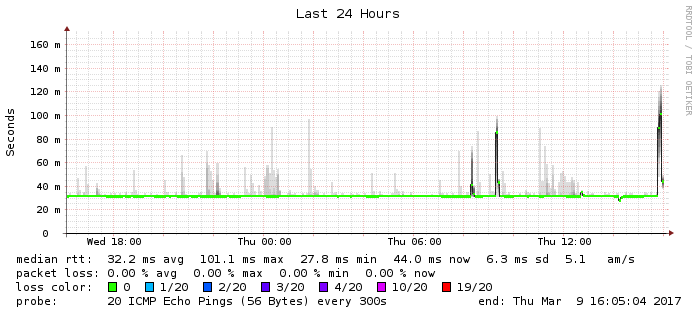 Last 24 Hours
RRDTOOL / TOBI OETIKER
Seconds
160 m
140 m
120 m
100 m
80 m
60 m
40 m
20 m
0
Wed 18:00 Thu 00:00 Thu 06:00 Thu 12:00
median rtt: 32.2 ms avg 101.1 ms max 27.8 ms min 44.0 ms now 6.3 ms sd 5.1 am/s
packet loss: 0.00 % avg 0.00 % max 0.00 % min 0.00 % now
loss color: 0 1/20 2/20 3/20 4/20 10/20 19/20
probe: 20 ICMP Echo Pings (56 Bytes) every 300s end: Thu Mar 9 16:05:04 2017